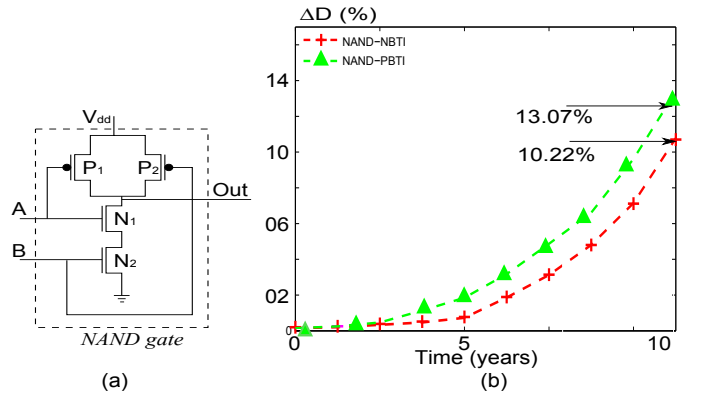 ΔD (%)
NAND-NBTI
NAND-PBTI
14
10
06
02
0
13.07%
10.22%
0
5
10
Time (years)
(b)
Vdd
P1
P2
Out
A
N1
B
N2
NAND gate
(a)